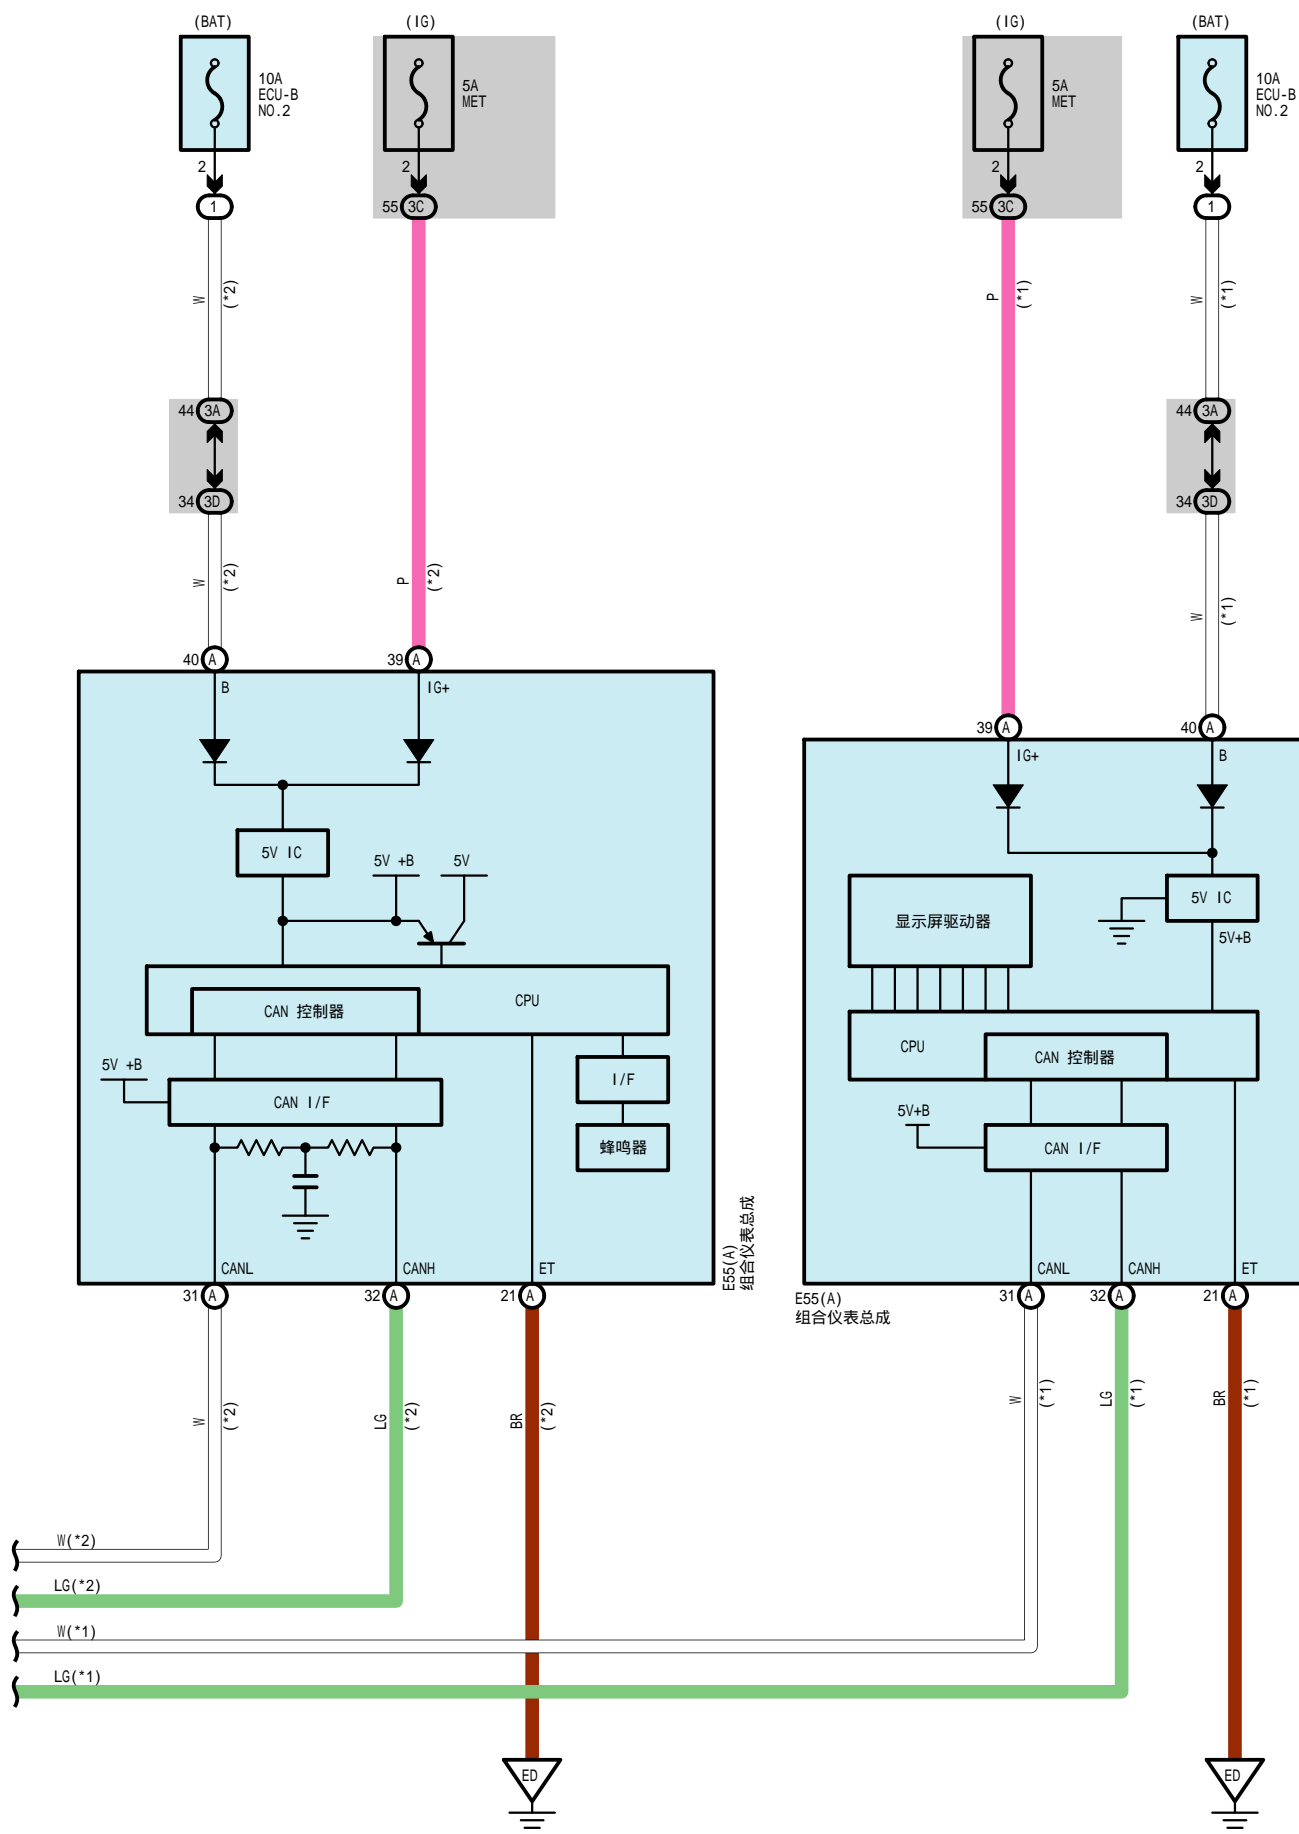 (BAT)
(IG)
(IG)
(BAT)
10A
ECU-B
NO.2
5A
MET
5A
MET
10A
ECU-B
NO.2
2
2
2
2
1
55 3C
55 3C
1
W
(*2)
P
(*1)
W
(*1)
44 3A
44 3A
34 3D
34 3D
W
(*2)
P
(*2)
W
(*1)
40 A
39 A
B
IG+
39 A
40 A
IG+
B
5V IC
5V +B
5V
5V IC
显示屏驱动器
5V+B
CPU
CAN 控制器
CPU
CAN 控制器
5V +B
I/F
CAN I/F
5V+B
蜂鸣器
CAN I/F
E55(A)
组合仪表总成
CANL
CANH
ET
CANL
CANH
ET
31 A
32 A
21 A
E55(A)
组合仪表总成
31 A
32 A
21 A
W
(*2)
LG
(*2)
BR
(*2)
W
(*1)
LG
(*1)
BR
(*1)
W(*2)
LG(*2)
W(*1)
LG(*1)
ED
ED